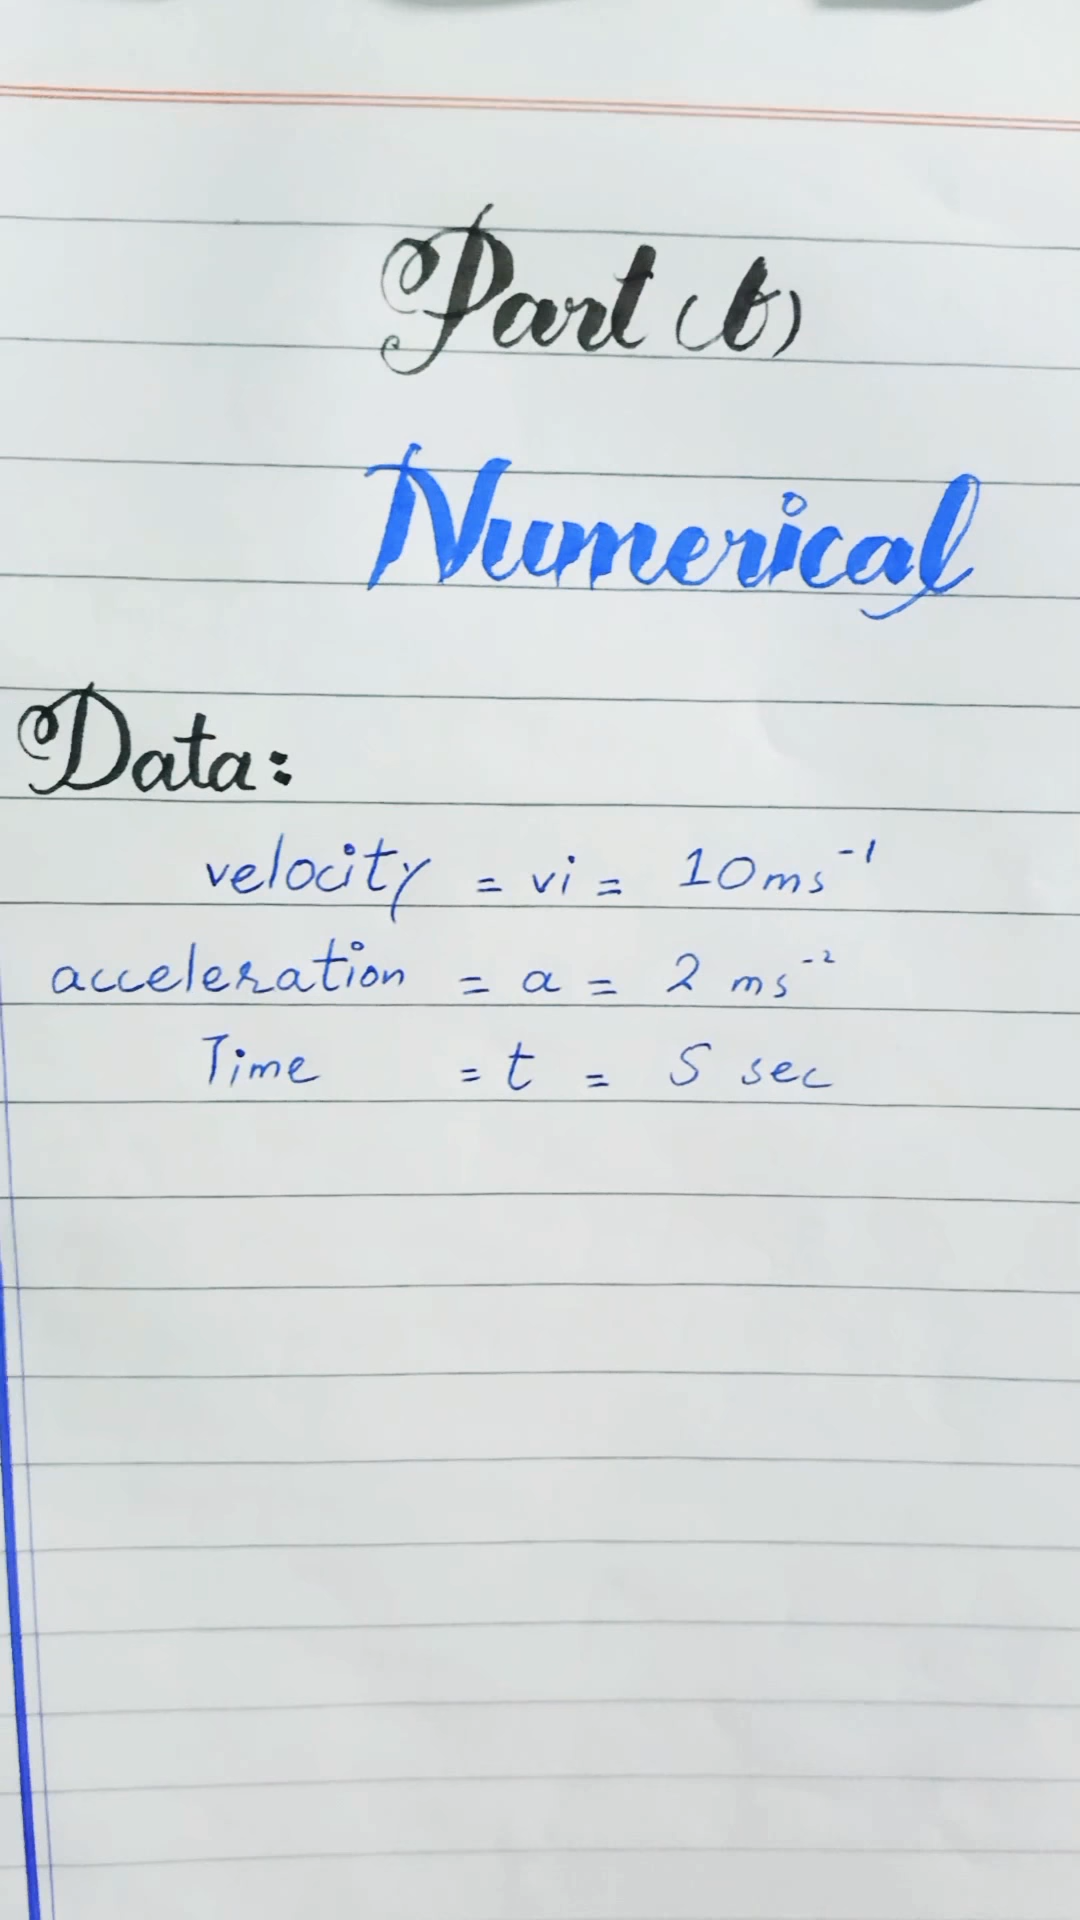 Part (b)
Numerical
Data:
velocity = vi = 10ms⁻¹
acceleration = a = 2 ms⁻²
Time = t = 5 sec